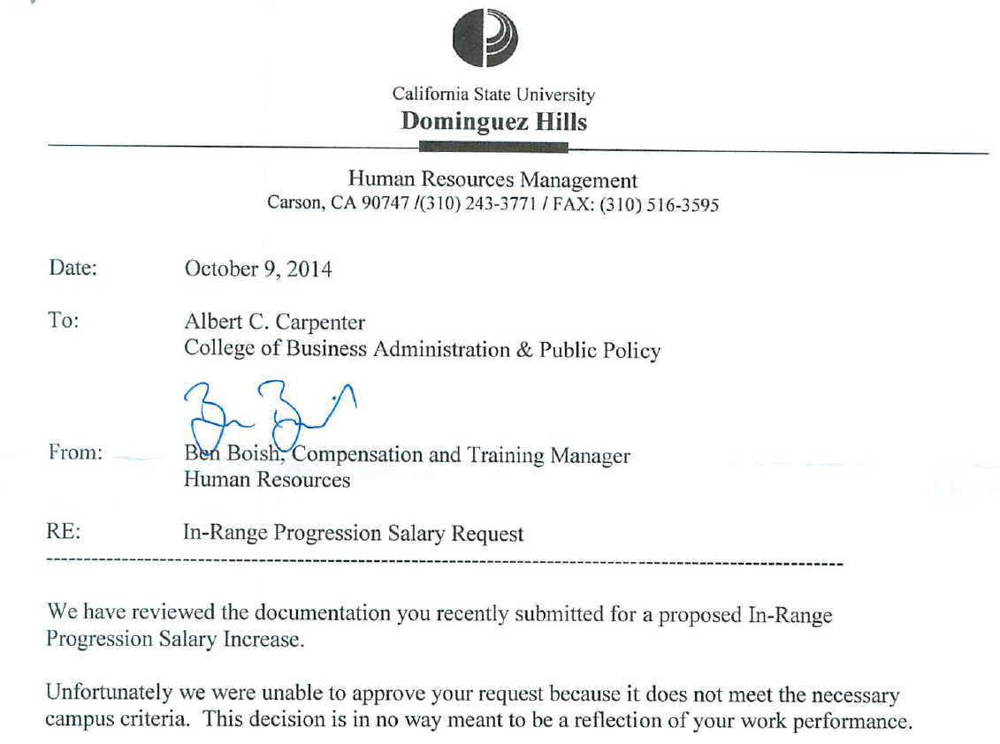 California State University
Dominguez Hills
Human Resources Management
Carson, CA 90747 /(310) 243-3771 / FAX: (310) 516-3595
Date: October 9, 2014
To: Albert C. Carpenter
College of Business Administration & Public Policy
From: Ben Boish, Compensation and Training Manager
Human Resources
RE: In-Range Progression Salary Request
We have reviewed the documentation you recently submitted for a proposed In-Range
Progression Salary Increase.
Unfortunately we were unable to approve your request because it does not meet the necessary
campus criteria. This decision is in no way meant to be a reflection of your work performance.